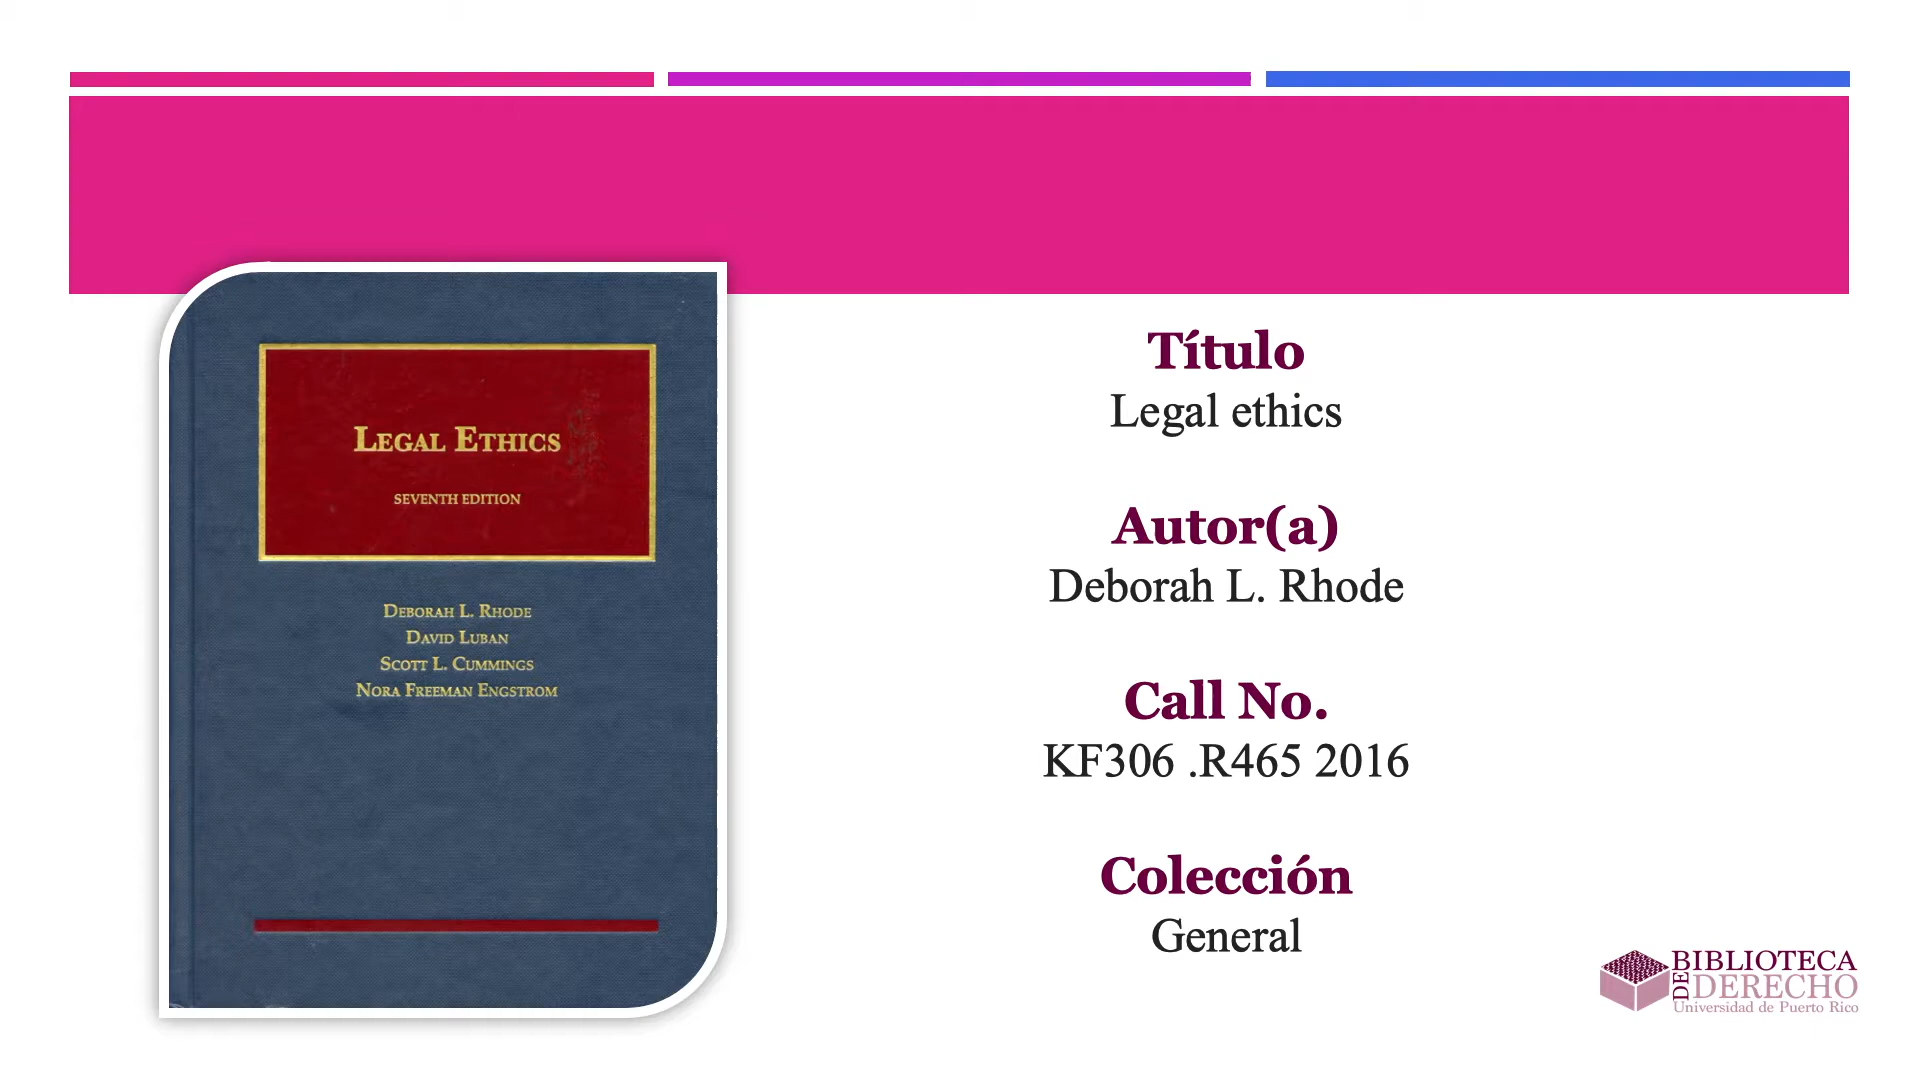 LEGAL ETHICS
SEVENTH EDITION
DEBORAH L. RHODE
DAVID LUBAN
SCOTT L. CUMMINGS
NORA FREEMAN ENGSTROM
Título
Legal ethics
Autor(a)
Deborah L. Rhode
Call No.
KF306 .R465 2016
Colección
General
BIBLIOTECA
DE DERECHO
Universidad de Puerto Rico